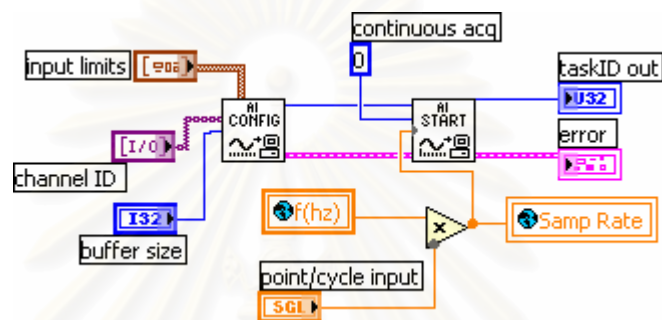 continuous acq
0
input limits
taskID out
AI
CONFIG
AI
START
U32
[I/O]
error
channel ID
I32
f(hz)
x
Samp Rate
buffer size
point/cycle input
SGL